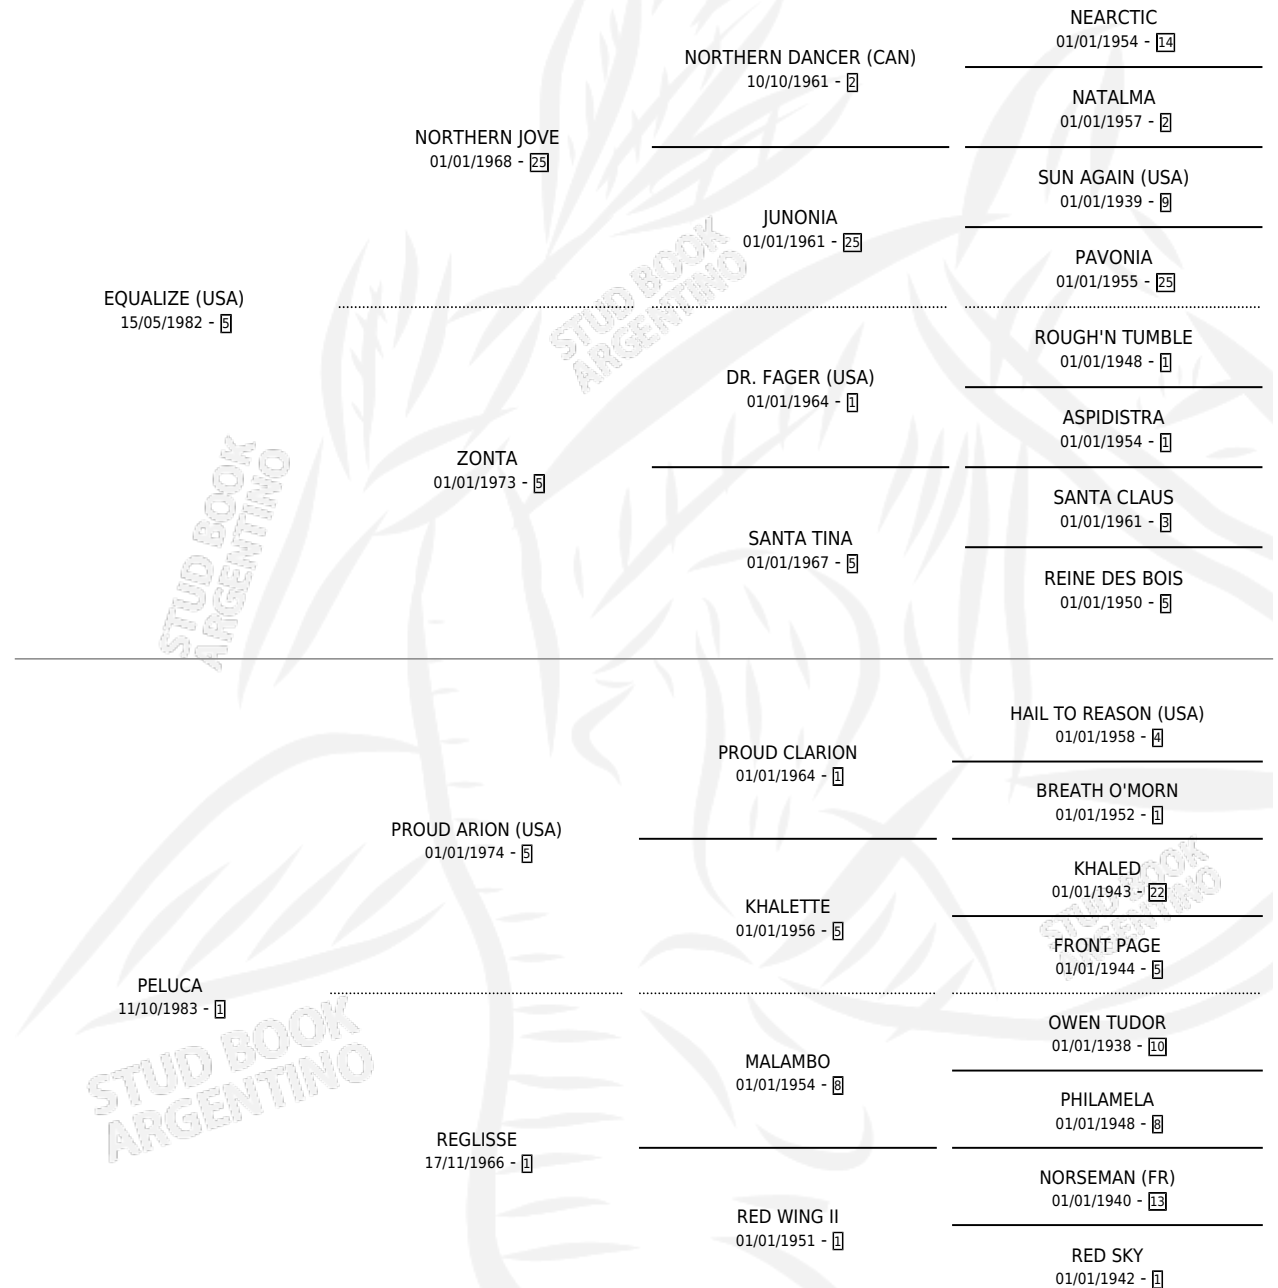 NEARCTIC
01/01/1954 - 14
NORTHERN DANCER (CAN)
10/10/1961 - 2
NATALMA
01/01/1957 - 2
NORTHERN JOVE
01/01/1968 - 25
SUN AGAIN (USA)
01/01/1939 - 9
JUNONIA
01/01/1961 - 25
PAVONIA
01/01/1955 - 25
EQUALIZE (USA)
15/05/1982 - 5
STUD BOOK
ARGENTINO
ROUGH'N TUMBLE
01/01/1948 - 1
DR. FAGER (USA)
01/01/1964 - 1
ASPIDISTRA
01/01/1954 - 1
ZONTA
01/01/1973 - 5
SANTA CLAUS
01/01/1961 - 3
SANTA TINA
01/01/1967 - 5
REINE DES BOIS
01/01/1950 - 5
STUD BOOK
ARGENTINO
HAIL TO REASON (USA)
01/01/1958 - 4
PROUD CLARION
01/01/1964 - 1
BREATH O'MORN
01/01/1952 - 1
PROUD ARION (USA)
01/01/1974 - 5
KHALED
01/01/1943 - 22
KHALETTE
01/01/1956 - 5
FRONT PAGE
01/01/1944 - 5
STUD BOOK
ARGENTINO
PELUCA
11/10/1983 - 1
OWEN TUDOR
01/01/1938 - 10
MALAMBO
01/01/1954 - 8
PHILAMELA
01/01/1948 - 8
STUD BOOK
ARGENTINO
REGLISSE
17/11/1966 - 1
NORSEMAN (FR)
01/01/1940 - 13
RED WING II
01/01/1951 - 1
RED SKY
01/01/1942 - 1